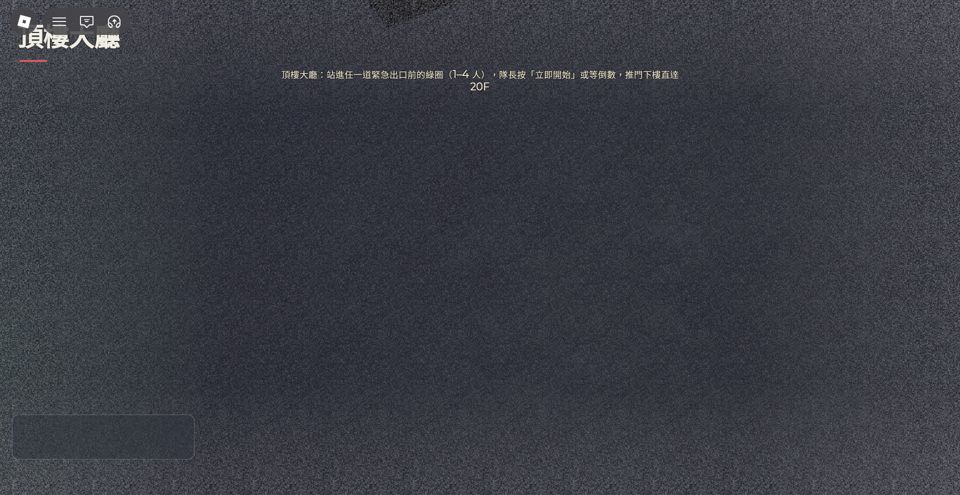 頂樓大廳
頂樓大廳：站進任一道緊急出口前的綠圈（1–4 人），隊長按「立即開始」或等倒數，推門下樓直達
20F